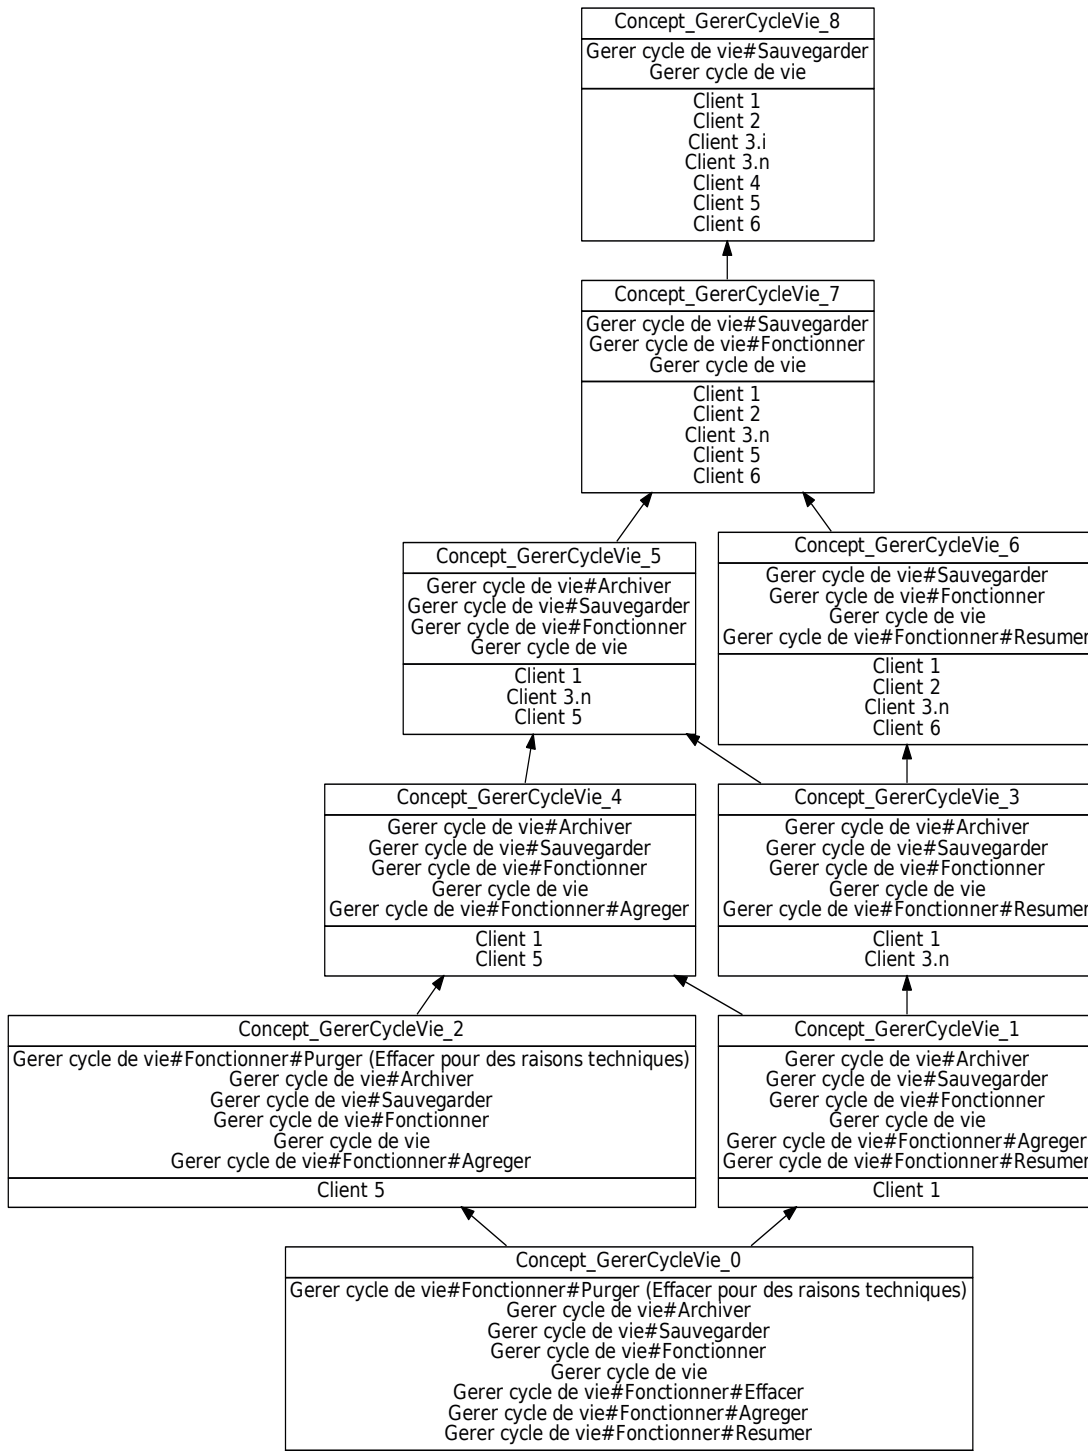 Concept_GererCycleVie_8
Gerer cycle de vie#Sauvegarder
Gerer cycle de vie
Client 1
Client 2
Client 3.i
Client 3.n
Client 4
Client 5
Client 6
Concept_GererCycleVie_7
Gerer cycle de vie#Sauvegarder
Gerer cycle de vie#Fonctionner
Gerer cycle de vie
Client 1
Client 2
Client 3.n
Client 5
Client 6
Concept_GererCycleVie_5
Gerer cycle de vie#Archiver
Gerer cycle de vie#Sauvegarder
Gerer cycle de vie#Fonctionner
Gerer cycle de vie
Client 1
Client 3.n
Client 5
Concept_GererCycleVie_6
Gerer cycle de vie#Sauvegarder
Gerer cycle de vie#Fonctionner
Gerer cycle de vie
Gerer cycle de vie#Fonctionner#Resumer
Client 1
Client 2
Client 3.n
Client 6
Concept_GererCycleVie_4
Gerer cycle de vie#Archiver
Gerer cycle de vie#Sauvegarder
Gerer cycle de vie#Fonctionner
Gerer cycle de vie
Gerer cycle de vie#Fonctionner#Agreger
Client 1
Client 5
Concept_GererCycleVie_3
Gerer cycle de vie#Archiver
Gerer cycle de vie#Sauvegarder
Gerer cycle de vie#Fonctionner
Gerer cycle de vie
Gerer cycle de vie#Fonctionner#Resumer
Client 1
Client 3.n
Concept_GererCycleVie_2
Gerer cycle de vie#Fonctionner#Purger (Effacer pour des raisons techniques)
Gerer cycle de vie#Archiver
Gerer cycle de vie#Sauvegarder
Gerer cycle de vie#Fonctionner
Gerer cycle de vie
Gerer cycle de vie#Fonctionner#Agreger
Client 5
Concept_GererCycleVie_1
Gerer cycle de vie#Archiver
Gerer cycle de vie#Sauvegarder
Gerer cycle de vie#Fonctionner
Gerer cycle de vie
Gerer cycle de vie#Fonctionner#Agreger
Gerer cycle de vie#Fonctionner#Resumer
Client 1
Concept_GererCycleVie_0
Gerer cycle de vie#Fonctionner#Purger (Effacer pour des raisons techniques)
Gerer cycle de vie#Archiver
Gerer cycle de vie#Sauvegarder
Gerer cycle de vie#Fonctionner
Gerer cycle de vie
Gerer cycle de vie#Fonctionner#Effacer
Gerer cycle de vie#Fonctionner#Agreger
Gerer cycle de vie#Fonctionner#Resumer